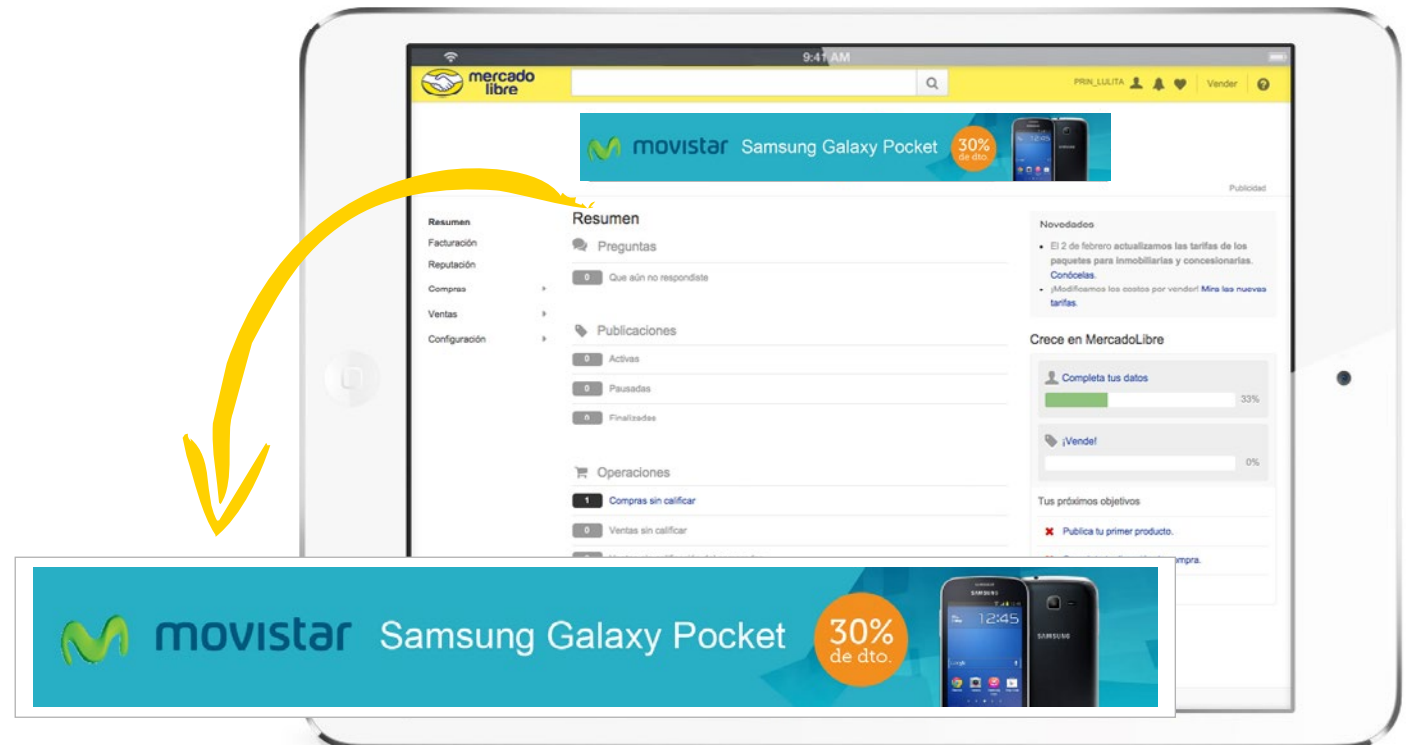 9:41 AM
mercado
libre
PRIN_LULITA
Vender
movistar Samsung Galaxy Pocket 30%
de dto.
12:45
SAMSUNG
Publicidad
Resumen
Facturación
Reputación
Compras
Ventas
Configuración
Resumen
Preguntas
0 Que aún no respondiste
Publicaciones
0 Activas
0 Pausadas
0 Finalizadas
Operaciones
1 Compras sin calificar
0 Ventas sin calificar
Novedades
El 2 de febrero actualizamos las tarifas de los
paquetes para inmobiliarias y concesionarias.
Conócelas.
¡Modificamos los costos por vender! Mira las nuevas
tarifas.
Crece en MercadoLibre
Completa tus datos
33%
¡Vende!
0%
Tus próximos objetivos
Publica tu primer producto.
movistar Samsung Galaxy Pocket 30%
de dto.
SAMSUNG
12:45
SAMSUNG